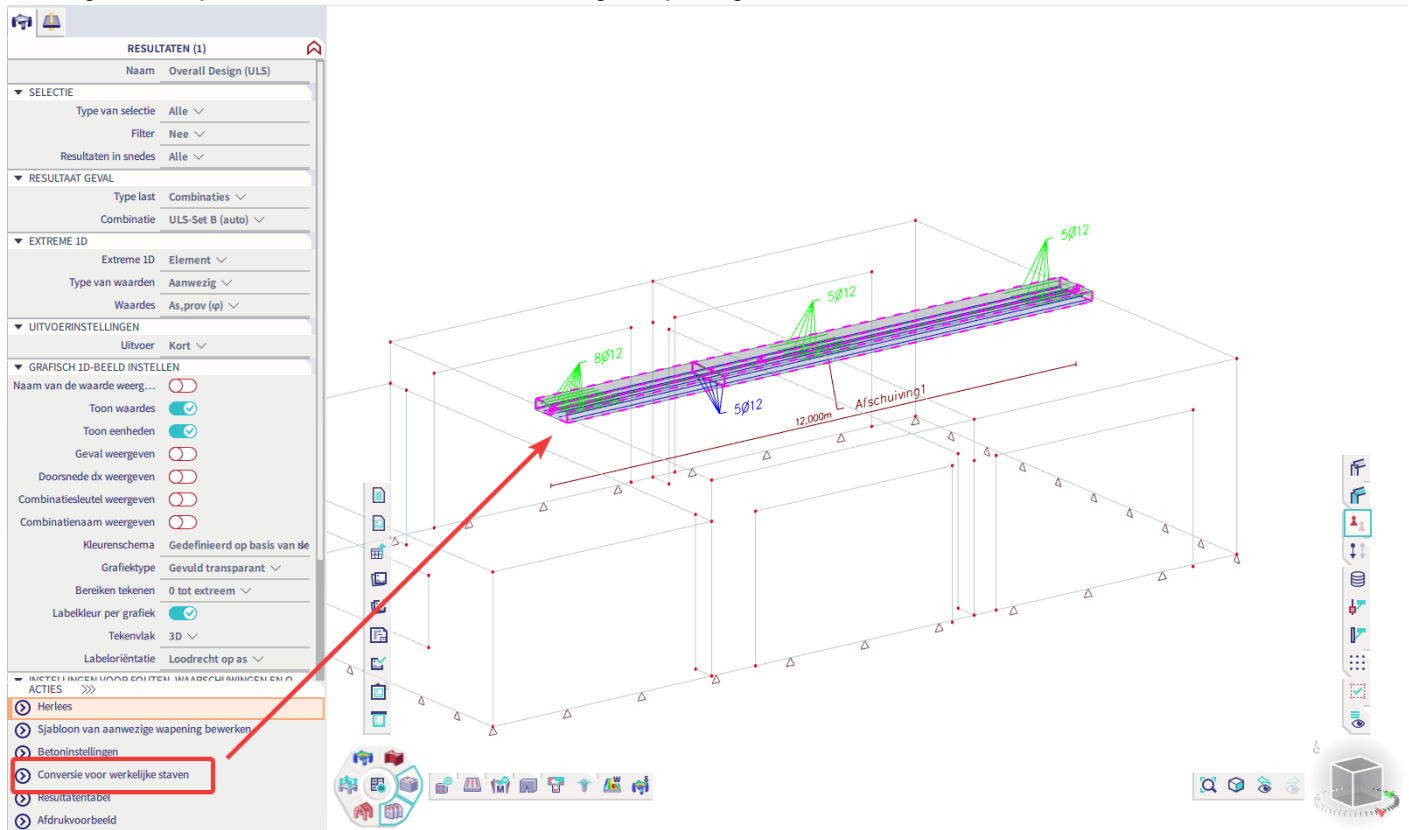 RESULTATEN (1)
Naam Overall Design (ULS)
SELECTIE
Type van selectie Alle
Filter Nee
Resultaten in snedes Alle
RESULTAAT GEVAL
Type last Combinaties
Combinatie ULS-Set B (auto)
EXTREME 1D
Extreme 1D Element
Type van waarden Aanwezig
Waardes As,prov (φ)
UITVOERINSTELLINGEN
Uitvoer Kort
GRAFISCH 1D-BEELD INSTELLEN
Naam van de waarde weerg...
Toon waardes
Toon eenheden
Geval weergeven
Doorsnede dx weergeven
Combinatiesleutel weergeven
Combinatienaam weergeven
Kleurenschema Gedefinieerd op basis van de
Grafiektype Gevuld transparant
Bereiken tekenen 0 tot extreem
Labelkleur per grafiek
Tekenvlak 3D
Labeloriëntatie Loodrecht op as
INSTELLINGEN VOOR FOUTEN, WAARSCHUWINGEN EN O
ACTIES >>>
Herlees
Sjabloon van aanwezige wapening bewerken
Betoninstellingen
Conversie voor werkelijke staven
Resultatentabel
Afdrukvoorbeeld
5Ø12
5Ø12
8Ø12
5Ø12
12,000m
Afschuiving1